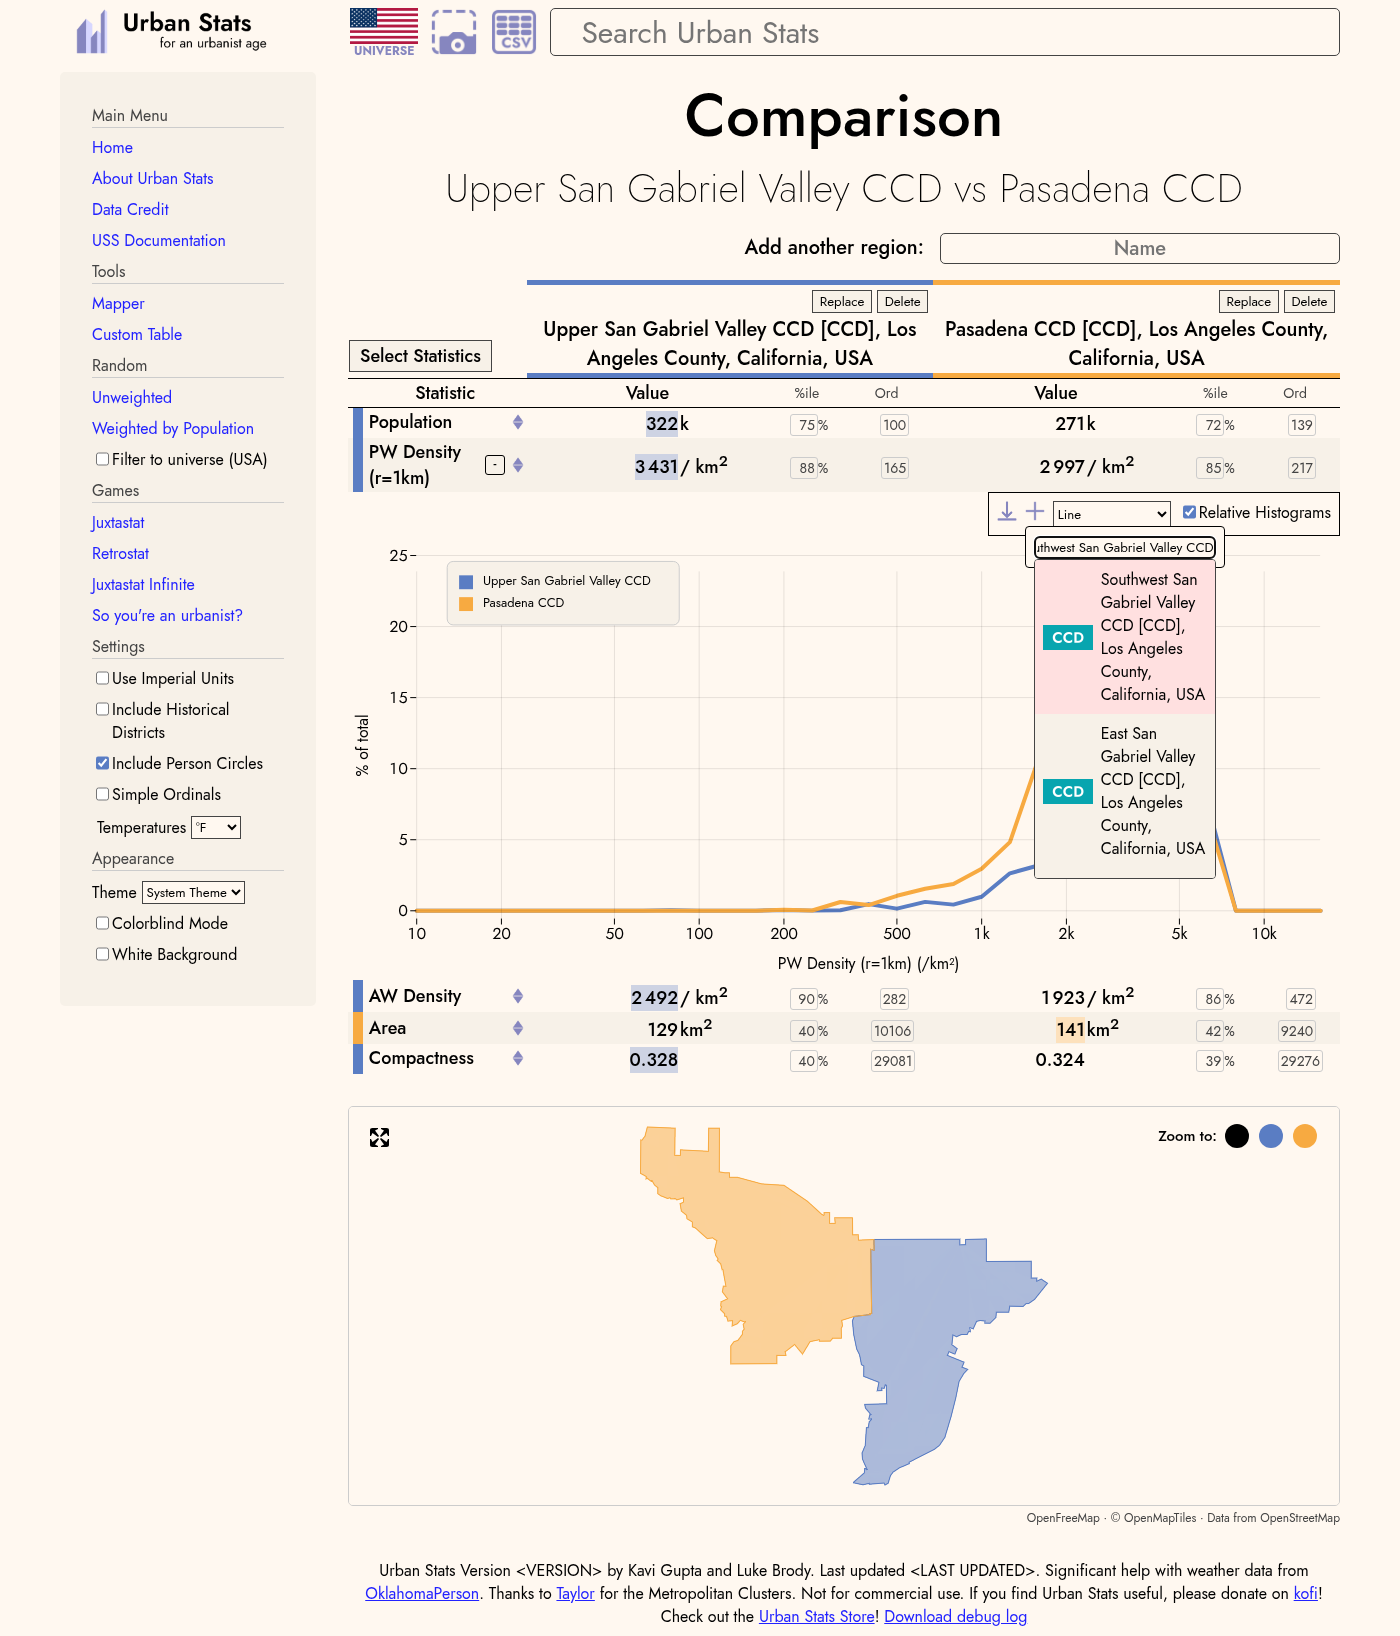 Urban Stats
for an urbanist age
UNIVERSE
CSV
Search Urban Stats
Main Menu
Home
About Urban Stats
Data Credit
USS Documentation
Tools
Mapper
Custom Table
Random
Unweighted
Weighted by Population
Filter to universe (USA)
Games
Juxtastat
Retrostat
Juxtastat Infinite
So you're an urbanist?
Settings
Use Imperial Units
Include Historical
Districts
Include Person Circles
Simple Ordinals
Temperatures °F
Appearance
Theme System Theme
Colorblind Mode
White Background
Comparison
Upper San Gabriel Valley CCD vs Pasadena CCD
Add another region: Name
Replace Delete Replace Delete
Upper San Gabriel Valley CCD [CCD], Los
Angeles County, California, USA
Pasadena CCD [CCD], Los Angeles County,
California, USA
Select Statistics
Statistic Value %ile Ord Value %ile Ord
Population 322k 75% 100 271k 72% 139
PW Density
(r=1km) - 3 431 / km² 88% 165 2 997 / km² 85% 217
Line Relative Histograms
uthwest San Gabriel Valley CCD
CCD
Southwest San
Gabriel Valley
CCD [CCD],
Los Angeles
County,
California, USA
CCD
East San
Gabriel Valley
CCD [CCD],
Los Angeles
County,
California, USA
Upper San Gabriel Valley CCD
Pasadena CCD
% of total
25
20
15
10
5
0
10 20 50 100 200 500 1k 2k 5k 10k
PW Density (r=1km) (/km²)
AW Density 2 492 / km² 90% 282 1 923 / km² 86% 472
Area 129 km² 40% 10106 141 km² 42% 9240
Compactness 0.328 40% 29081 0.324 39% 29276
Zoom to:
OpenFreeMap · © OpenMapTiles · Data from OpenStreetMap
Urban Stats Version <VERSION> by Kavi Gupta and Luke Brody. Last updated <LAST UPDATED>. Significant help with weather data from
OklahomaPerson. Thanks to Taylor for the Metropolitan Clusters. Not for commercial use. If you find Urban Stats useful, please donate on kofi!
Check out the Urban Stats Store! Download debug log